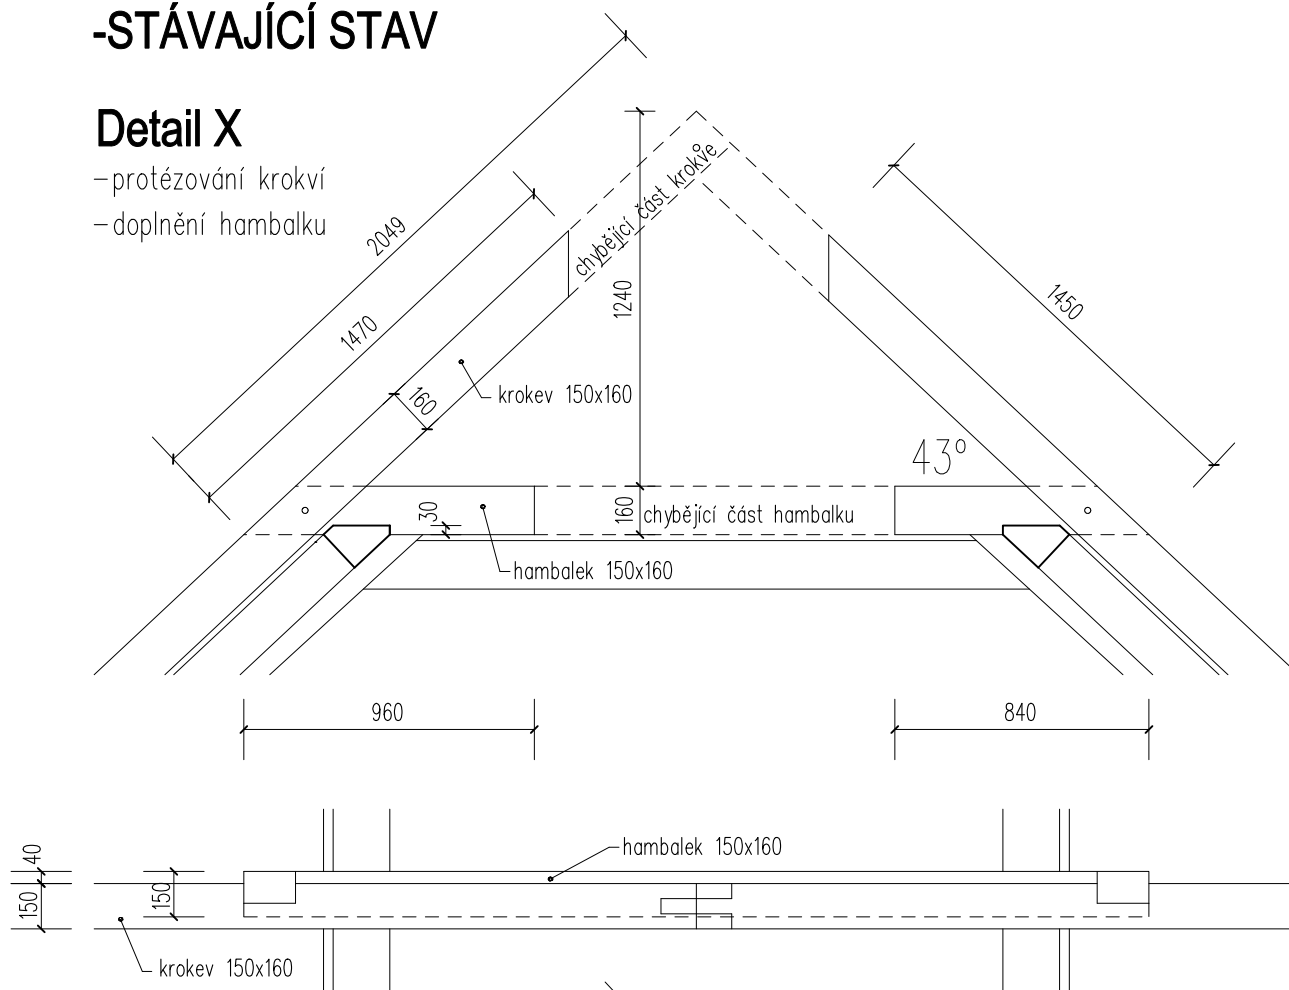 -STÁVAJÍCÍ STAV
Detail X
-protézování krokví
-doplnění hambalku
2049
1470
160
chybějící část krokve
1240
krokev 150x160
1450
43°
30
160
chybějící část hambalku
hambalek 150x160
960
840
hambalek 150x160
40
150
150
krokev 150x160